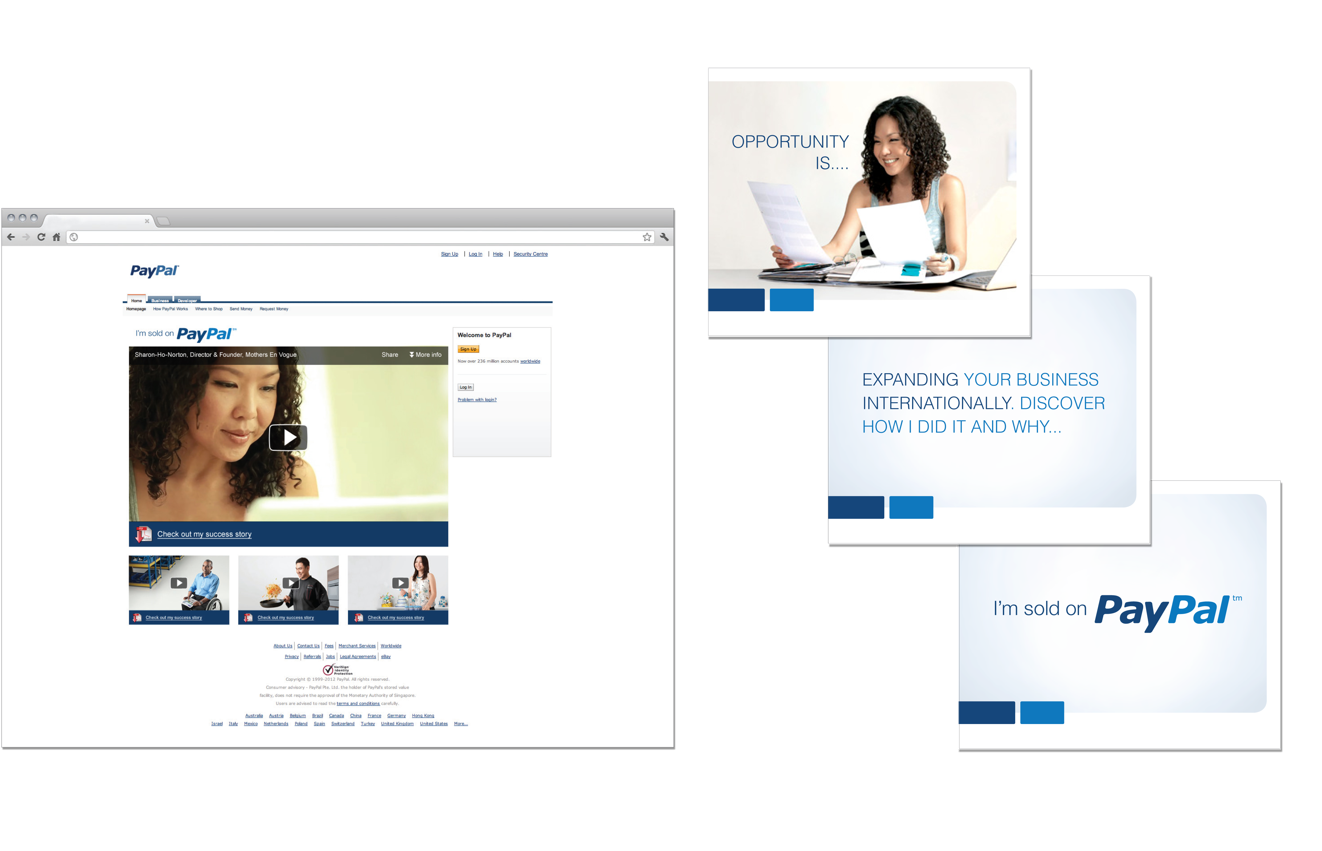 Sign Up | Log In | Help | Security Centre
PayPal™
Home Business Developer
Homepage How PayPal Works Where to Shop Send Money Request Money
I'm sold on PayPal™
Sharon-Ho-Norton, Director & Founder, Mothers En Vogue Share More info
Check out my success story
Check out my success story
Check out my success story
Check out my success story
Welcome to PayPal
Sign Up
Now over 236 million accounts worldwide
Log In
Problem with login?
About Us | Contact Us | Fees | Merchant Services | Worldwide
Privacy | Referrals | Jobs | Legal Agreements | eBay
VeriSign
Identity
Protection
Copyright © 1999-2012 PayPal. All rights reserved.
Consumer advisory - PayPal Pte. Ltd. the holder of PayPal's stored value
facility, does not require the approval of the Monetary Authority of Singapore.
Users are advised to read the terms and conditions carefully.
Australia Austria Belgium Brazil Canada China France Germany Hong Kong
Israel Italy Mexico Netherlands Poland Spain Switzerland Turkey United Kingdom United States More...
OPPORTUNITY
IS....
EXPANDING YOUR BUSINESS
INTERNATIONALLY. DISCOVER
HOW I DID IT AND WHY...
I'm sold on PayPal tm